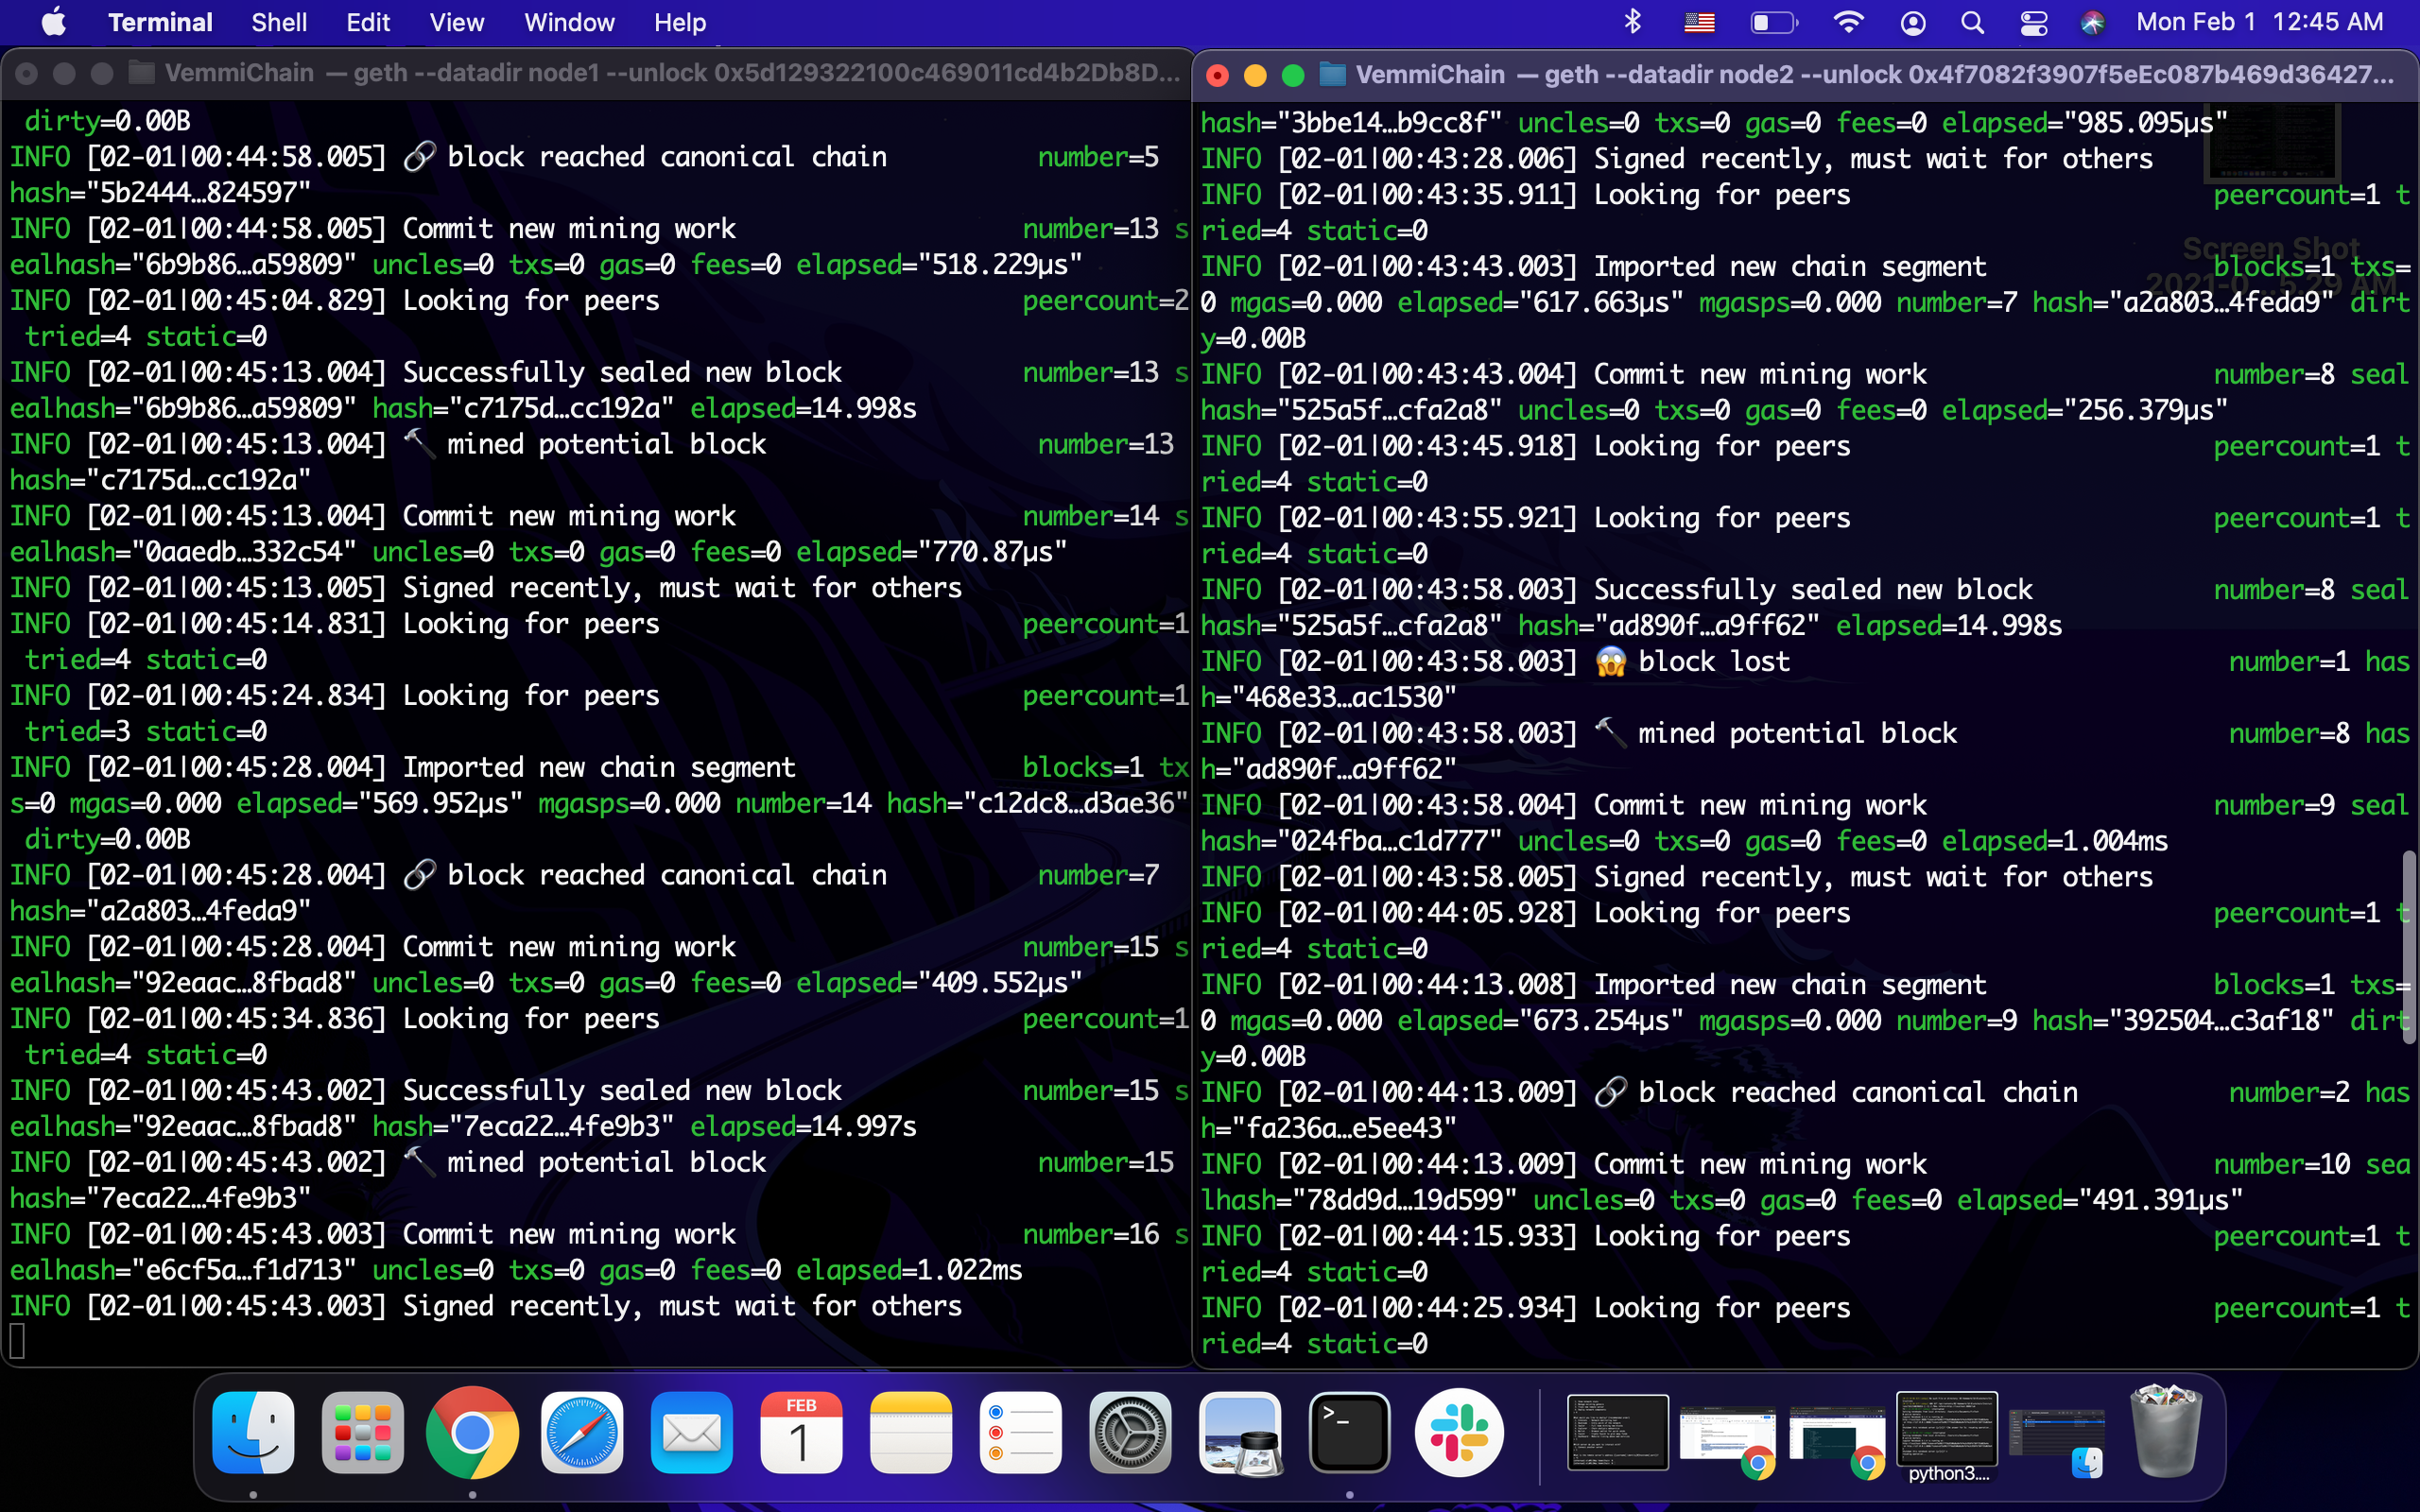 Terminal Shell Edit View Window Help Mon Feb 1 12:45 AM
VemmiChain — geth --datadir node1 --unlock 0x5d129322100c469011cd4b2Db8D...
dirty=0.00B
INFO [02-01|00:44:58.005] 🔗 block reached canonical chain number=5
hash="5b2444…824597"
INFO [02-01|00:44:58.005] Commit new mining work number=13 s
ealhash="6b9b86…a59809" uncles=0 txs=0 gas=0 fees=0 elapsed="518.229µs"
INFO [02-01|00:45:04.829] Looking for peers peercount=2
tried=4 static=0
INFO [02-01|00:45:13.004] Successfully sealed new block number=13 s
ealhash="6b9b86…a59809" hash="c7175d…cc192a" elapsed=14.998s
INFO [02-01|00:45:13.004] 🔨 mined potential block number=13
hash="c7175d…cc192a"
INFO [02-01|00:45:13.004] Commit new mining work number=14 s
ealhash="0aaedb…332c54" uncles=0 txs=0 gas=0 fees=0 elapsed="770.87µs"
INFO [02-01|00:45:13.005] Signed recently, must wait for others
INFO [02-01|00:45:14.831] Looking for peers peercount=1
tried=4 static=0
INFO [02-01|00:45:24.834] Looking for peers peercount=1
tried=3 static=0
INFO [02-01|00:45:28.004] Imported new chain segment blocks=1 tx
s=0 mgas=0.000 elapsed="569.952µs" mgasps=0.000 number=14 hash="c12dc8…d3ae36"
dirty=0.00B
INFO [02-01|00:45:28.004] 🔗 block reached canonical chain number=7
hash="a2a803…4feda9"
INFO [02-01|00:45:28.004] Commit new mining work number=15 s
ealhash="92eaac…8fbad8" uncles=0 txs=0 gas=0 fees=0 elapsed="409.552µs"
INFO [02-01|00:45:34.836] Looking for peers peercount=1
tried=4 static=0
INFO [02-01|00:45:43.002] Successfully sealed new block number=15 s
ealhash="92eaac…8fbad8" hash="7eca22…4fe9b3" elapsed=14.997s
INFO [02-01|00:45:43.002] 🔨 mined potential block number=15
hash="7eca22…4fe9b3"
INFO [02-01|00:45:43.003] Commit new mining work number=16 s
ealhash="e6cf5a…f1d713" uncles=0 txs=0 gas=0 fees=0 elapsed=1.022ms
INFO [02-01|00:45:43.003] Signed recently, must wait for others
VemmiChain — geth --datadir node2 --unlock 0x4f7082f3907f5eEc087b469d36427...
hash="3bbe14…b9cc8f" uncles=0 txs=0 gas=0 fees=0 elapsed="985.095µs"
INFO [02-01|00:43:28.006] Signed recently, must wait for others
INFO [02-01|00:43:35.911] Looking for peers peercount=1 t
ried=4 static=0
Screen Shot
INFO [02-01|00:43:43.003] Imported new chain segment blocks=1 txs=
0 mgas=0.000 elapsed="617.663µs" mgasps=0.000 number=7 hash="a2a803…4feda9" dirt
y=0.00B
INFO [02-01|00:43:43.004] Commit new mining work number=8 seal
hash="525a5f…cfa2a8" uncles=0 txs=0 gas=0 fees=0 elapsed="256.379µs"
INFO [02-01|00:43:45.918] Looking for peers peercount=1 t
ried=4 static=0
INFO [02-01|00:43:55.921] Looking for peers peercount=1 t
ried=4 static=0
INFO [02-01|00:43:58.003] Successfully sealed new block number=8 seal
hash="525a5f…cfa2a8" hash="ad890f…a9ff62" elapsed=14.998s
INFO [02-01|00:43:58.003] 😱 block lost number=1 has
h="468e33…ac1530"
INFO [02-01|00:43:58.003] 🔨 mined potential block number=8 has
h="ad890f…a9ff62"
INFO [02-01|00:43:58.004] Commit new mining work number=9 seal
hash="024fba…c1d777" uncles=0 txs=0 gas=0 fees=0 elapsed=1.004ms
INFO [02-01|00:43:58.005] Signed recently, must wait for others
INFO [02-01|00:44:05.928] Looking for peers peercount=1 t
ried=4 static=0
INFO [02-01|00:44:13.008] Imported new chain segment blocks=1 txs=
0 mgas=0.000 elapsed="673.254µs" mgasps=0.000 number=9 hash="392504…c3af18" dirt
y=0.00B
INFO [02-01|00:44:13.009] 🔗 block reached canonical chain number=2 has
h="fa236a…e5ee43"
INFO [02-01|00:44:13.009] Commit new mining work number=10 sea
lhash="78dd9d…19d599" uncles=0 txs=0 gas=0 fees=0 elapsed="491.391µs"
INFO [02-01|00:44:15.933] Looking for peers peercount=1 t
ried=4 static=0
INFO [02-01|00:44:25.934] Looking for peers peercount=1 t
ried=4 static=0
FEB
1
>_
python3....